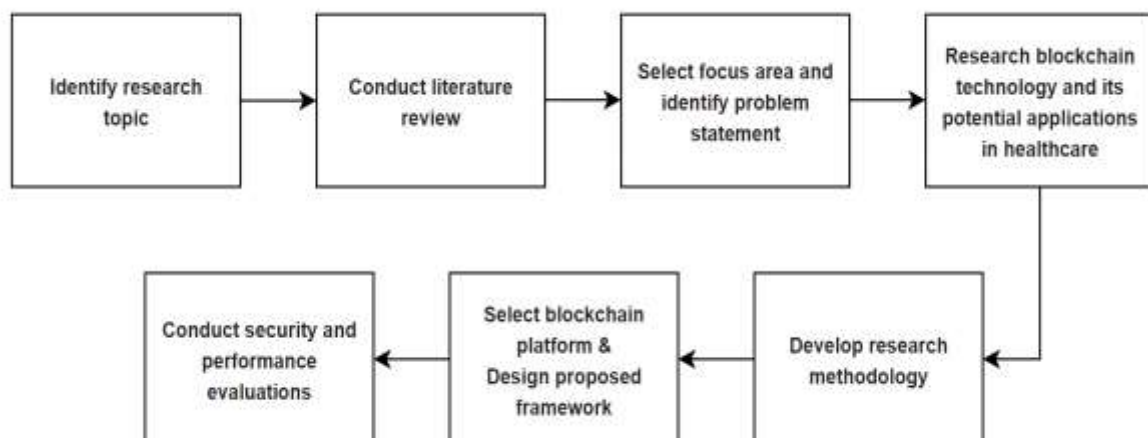 Identify research
topic
Conduct literature
review
Select focus area and
identify problem
statement
Research blockchain
technology and its
potential applications
in healthcare
Develop research
methodology
Select blockchain
platform &
Design proposed
framework
Conduct security and
performance
evaluations